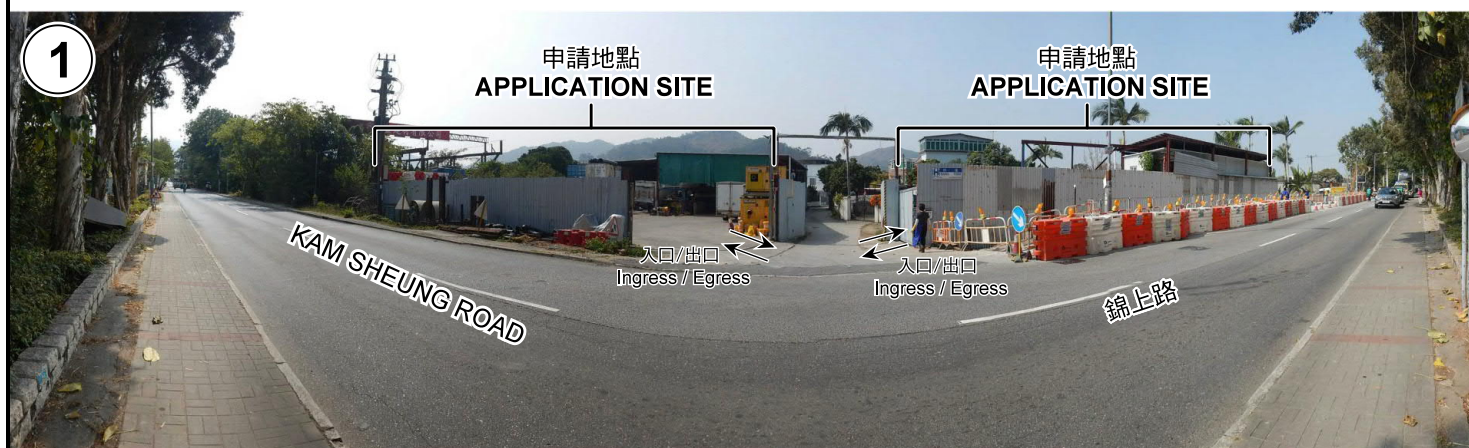 1
申請地點
APPLICATION SITE
申請地點
APPLICATION SITE
入口/出口
Ingress / Egress
入口/出口
Ingress / Egress
KAM SHEUNG ROAD
錦上路